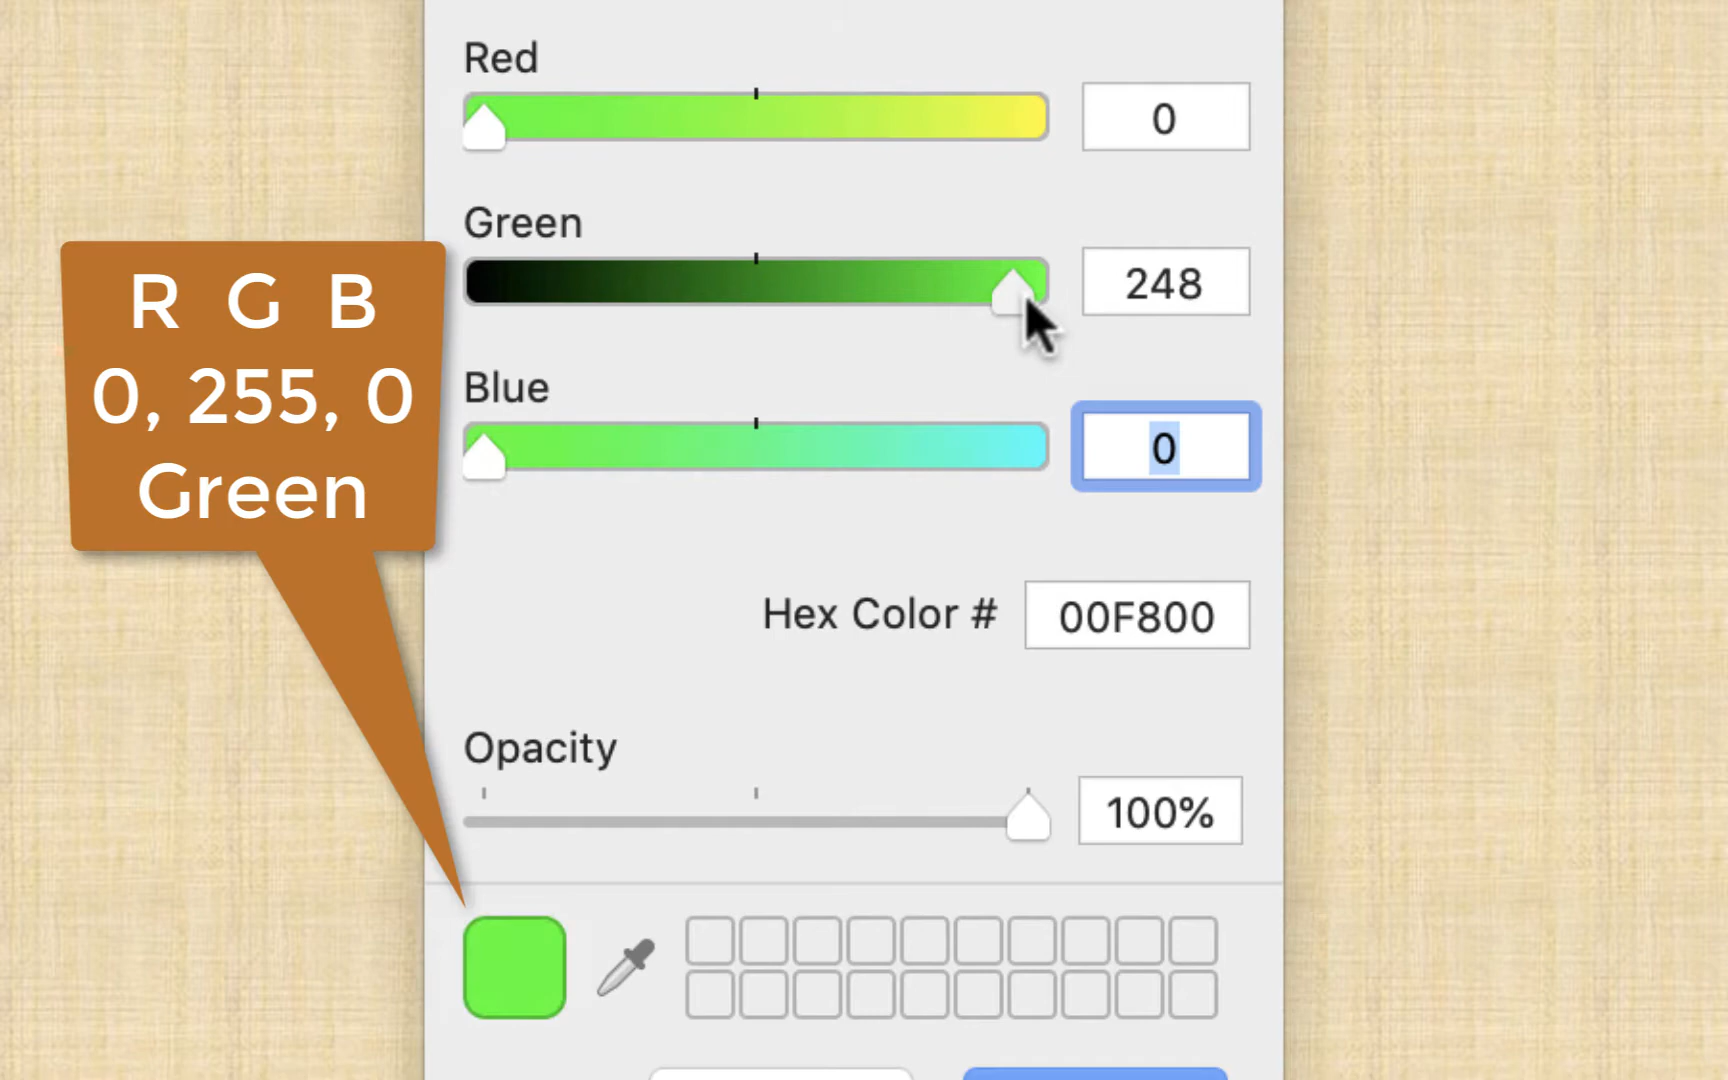 Red
0
Green
248
R G B
0, 255, 0
Green
Blue
0
Hex Color # 00F800
Opacity
100%